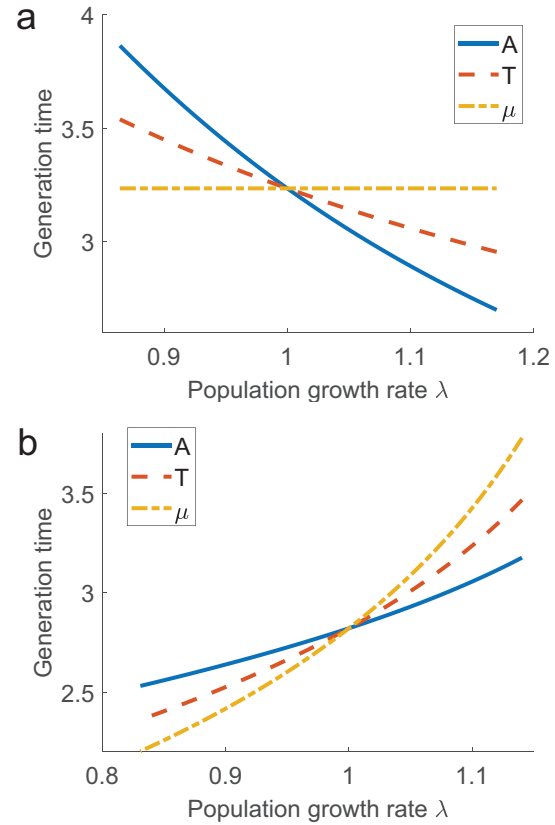 a
4
3.5
3
Generation time
A
T
μ
0.9
1
1.1
1.2
Population growth rate λ
b
A
T
μ
3.5
3
2.5
Generation time
0.8
0.9
1
1.1
Population growth rate λ